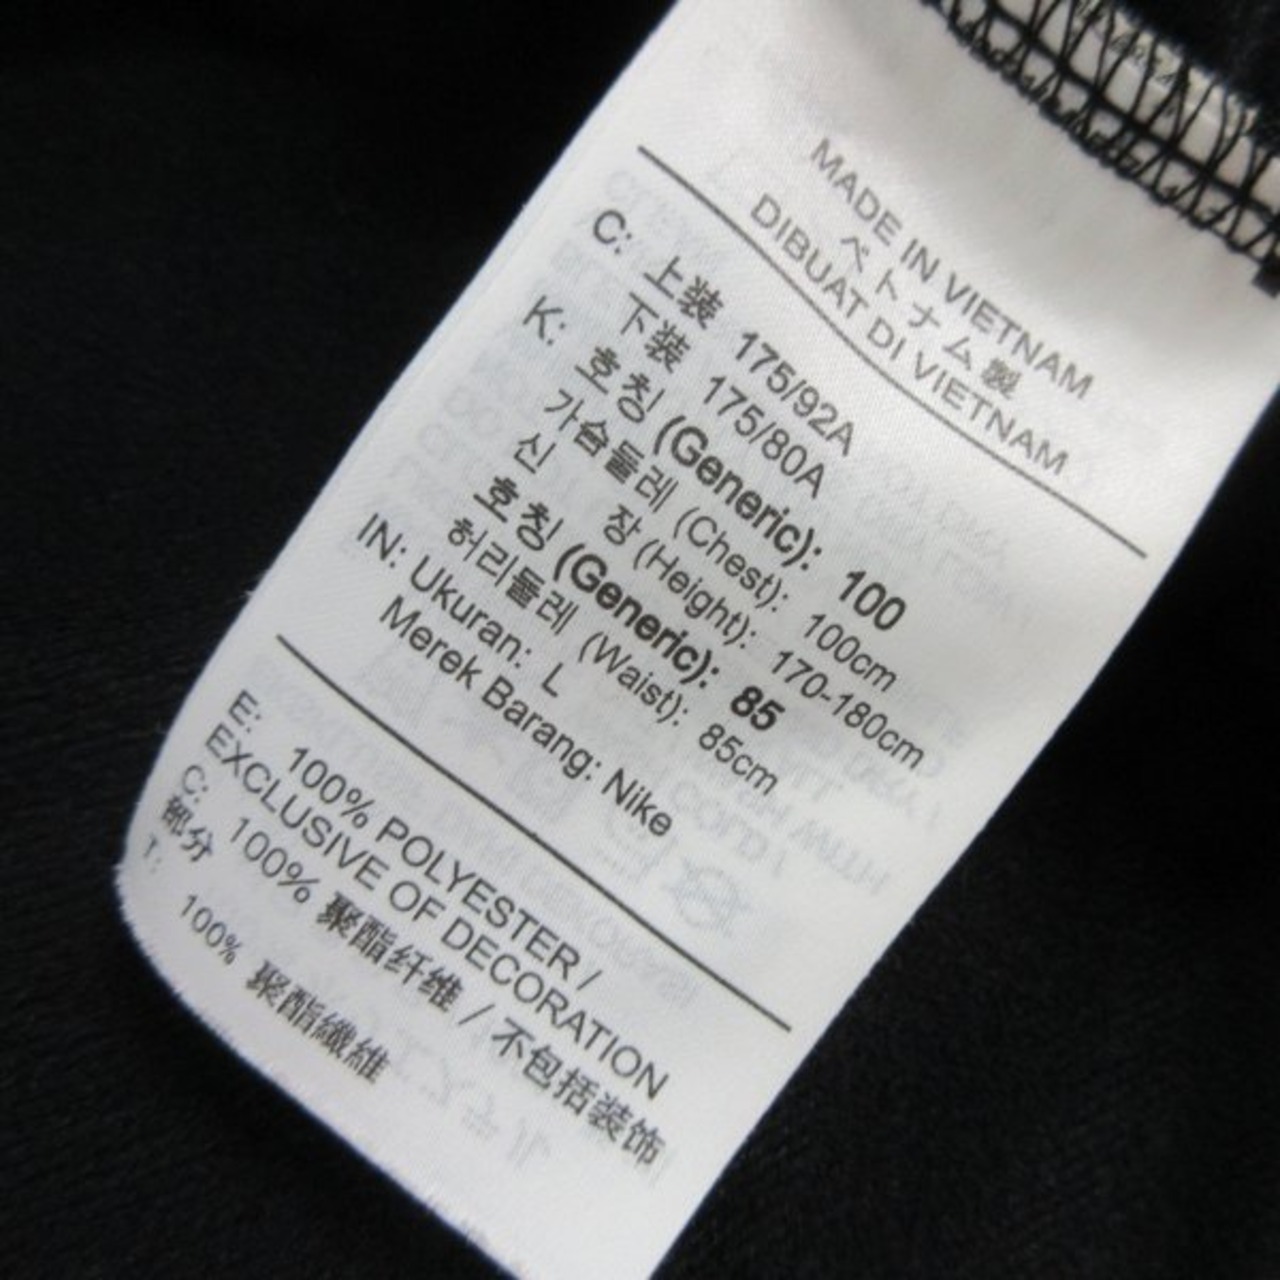 MADE IN VIETNAM
ベトナム製
DIBUAT DI VIETNAM
C: 上装 175/92A
下装 175/80A
K: 호칭 (Generic): 100
가슴둘레 (Chest): 100cm
신 장 (Height): 170-180cm
호칭 (Generic): 85
허리둘레 (Waist): 85cm
IN: Ukuran: L
Merek Barang: Nike
E: 100% POLYESTER /
EXCLUSIVE OF DECORATION
C: 100% 聚酯纤维 / 不包括装饰
部分
T: 100% 聚酯纖維